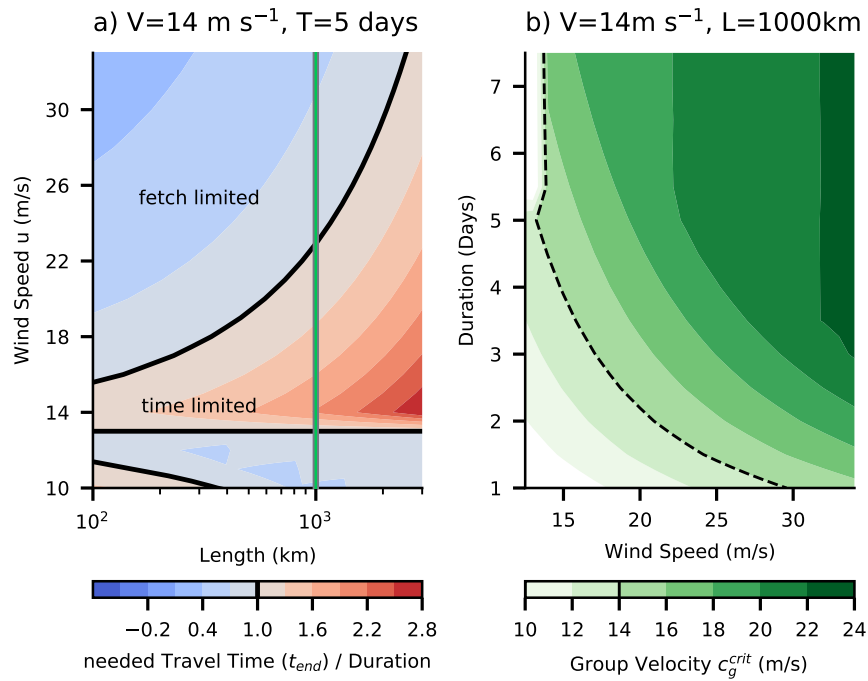 a) V=14 m s⁻¹, T=5 days
b) V=14m s⁻¹, L=1000km
Wind Speed u (m/s)
30
26
22
18
14
10
fetch limited
time limited
10²
10³
Length (km)
−0.2 0.4 1.0 1.6 2.2 2.8
needed Travel Time (t_end) / Duration
Duration (Days)
7
6
5
4
3
2
1
15 20 25 30
Wind Speed (m/s)
10 12 14 16 18 20 22 24
Group Velocity c_g^crit (m/s)